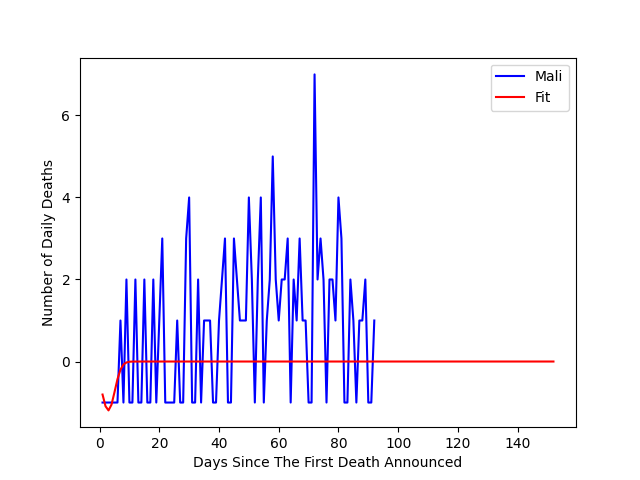 Mali
Fit
Number of Daily Deaths
6
4
2
0
0 20 40 60 80 100 120 140
Days Since The First Death Announced